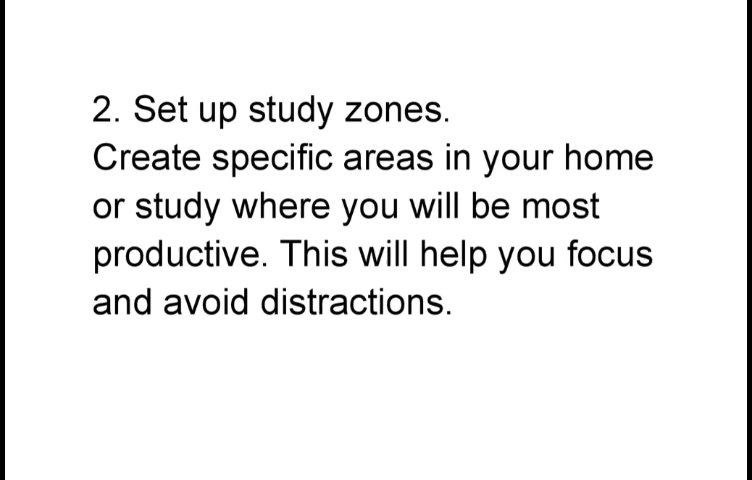 2. Set up study zones.
Create specific areas in your home
or study where you will be most
productive. This will help you focus
and avoid distractions.